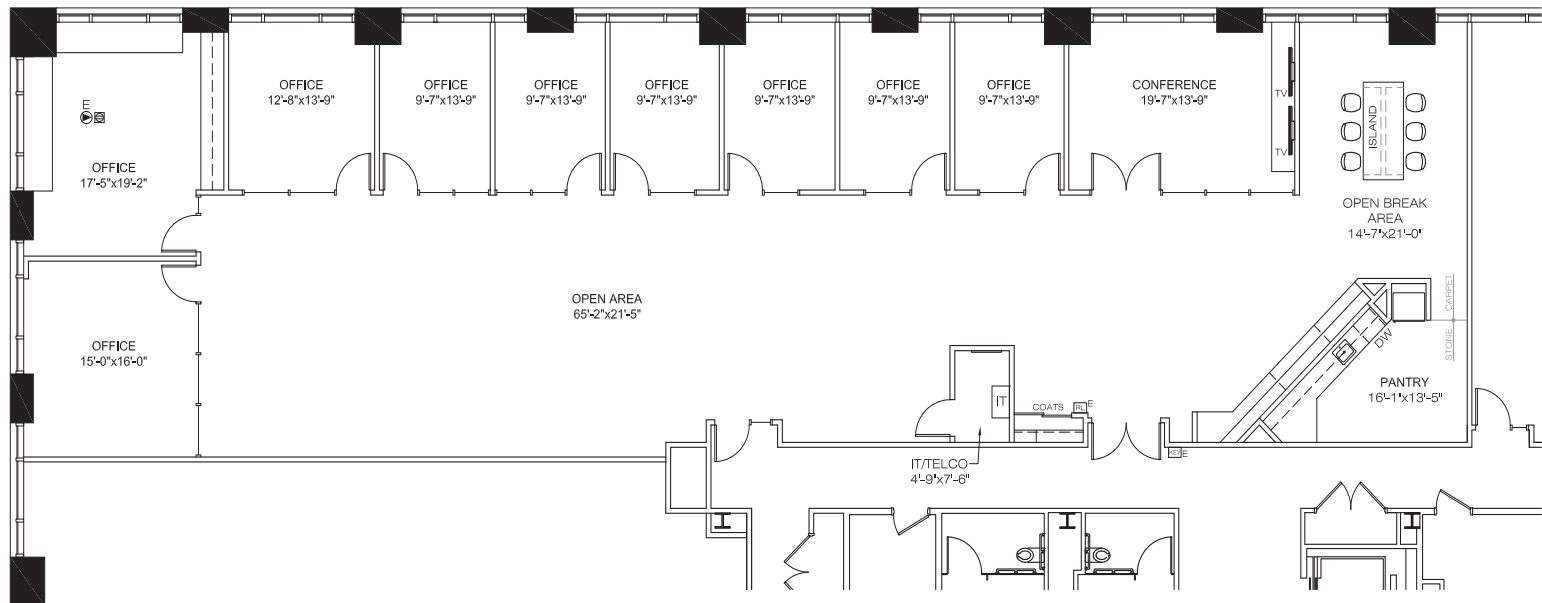 OFFICE
12'-8"x13'-9"
OFFICE
9'-7"x13'-9"
OFFICE
9'-7"x13'-9"
OFFICE
9'-7"x13'-9"
OFFICE
9'-7"x13'-9"
OFFICE
9'-7"x13'-9"
OFFICE
9'-7"x13'-9"
CONFERENCE
19'-7"x13'-9"
TV
TV
ISLAND
E
OFFICE
17'-5"x19'-2"
OPEN BREAK
AREA
14'-7"x21'-0"
OPEN AREA
65'-2"x21'-5"
CARPET
STONE
DW
OFFICE
15'-0"x16'-0"
PANTRY
16'-1"x13'-5"
IT
COATS
RL
E
IT/TELCO
4'-9"x7'-6"
KEY
E